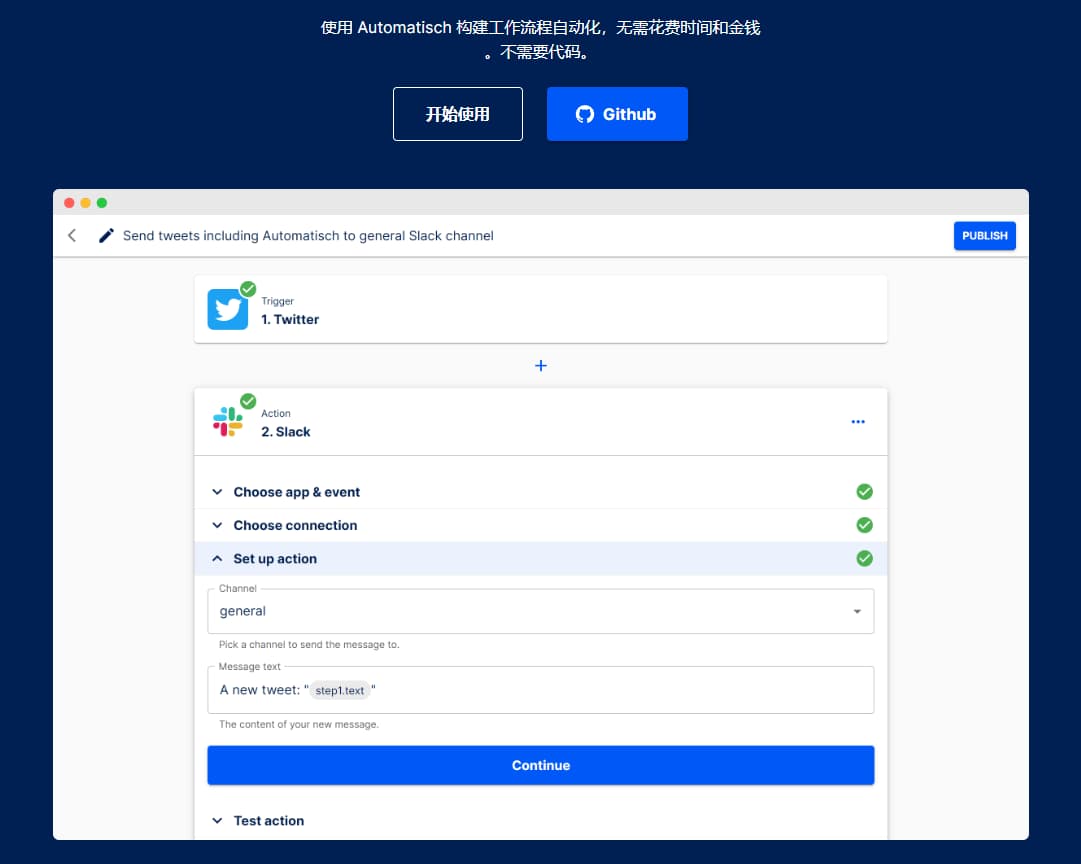 使用 Automatisch 构建工作流程自动化，无需花费时间和金钱
。不需要代码。
开始使用
Github
Send tweets including Automatisch to general Slack channel
PUBLISH
Trigger
1. Twitter
Action
2. Slack
Choose app & event
Choose connection
Set up action
Channel
general
Pick a channel to send the message to.
Message text
A new tweet: "step1.text"
The content of your new message.
Continue
Test action